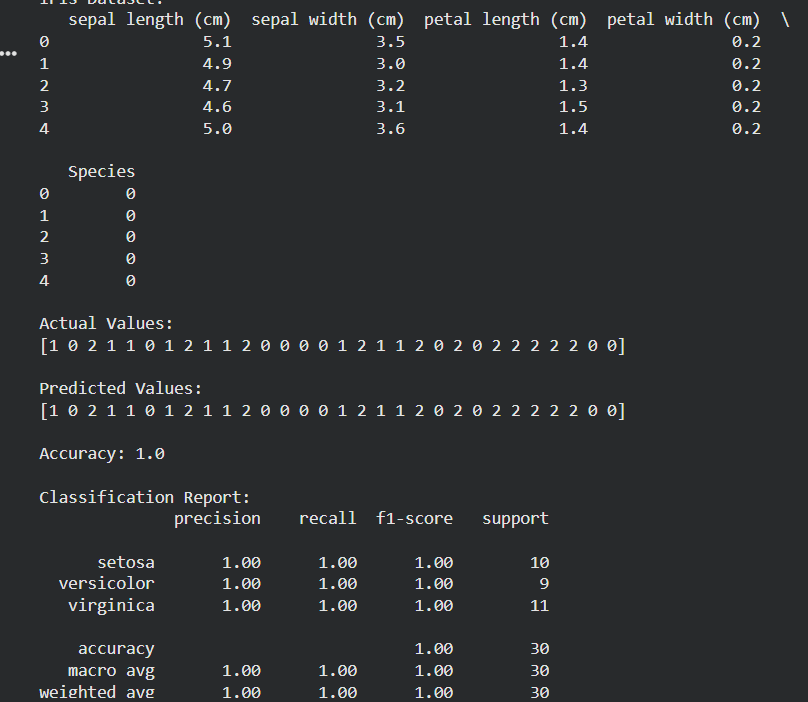 Iris Dataset:
   sepal length (cm)  sepal width (cm)  petal length (cm)  petal width (cm)  \
0                5.1               3.5                1.4               0.2
1                4.9               3.0                1.4               0.2
2                4.7               3.2                1.3               0.2
3                4.6               3.1                1.5               0.2
4                5.0               3.6                1.4               0.2
   Species
0        0
1        0
2        0
3        0
4        0
Actual Values:
[1 0 2 1 1 0 1 2 1 1 2 0 0 0 0 1 2 1 1 2 0 2 0 2 2 2 2 2 0 0]
Predicted Values:
[1 0 2 1 1 0 1 2 1 1 2 0 0 0 0 1 2 1 1 2 0 2 0 2 2 2 2 2 0 0]
Accuracy: 1.0
Classification Report:
              precision    recall  f1-score   support
      setosa       1.00      1.00      1.00        10
  versicolor       1.00      1.00      1.00         9
   virginica       1.00      1.00      1.00        11
    accuracy                           1.00        30
   macro avg       1.00      1.00      1.00        30
weighted avg       1.00      1.00      1.00        30